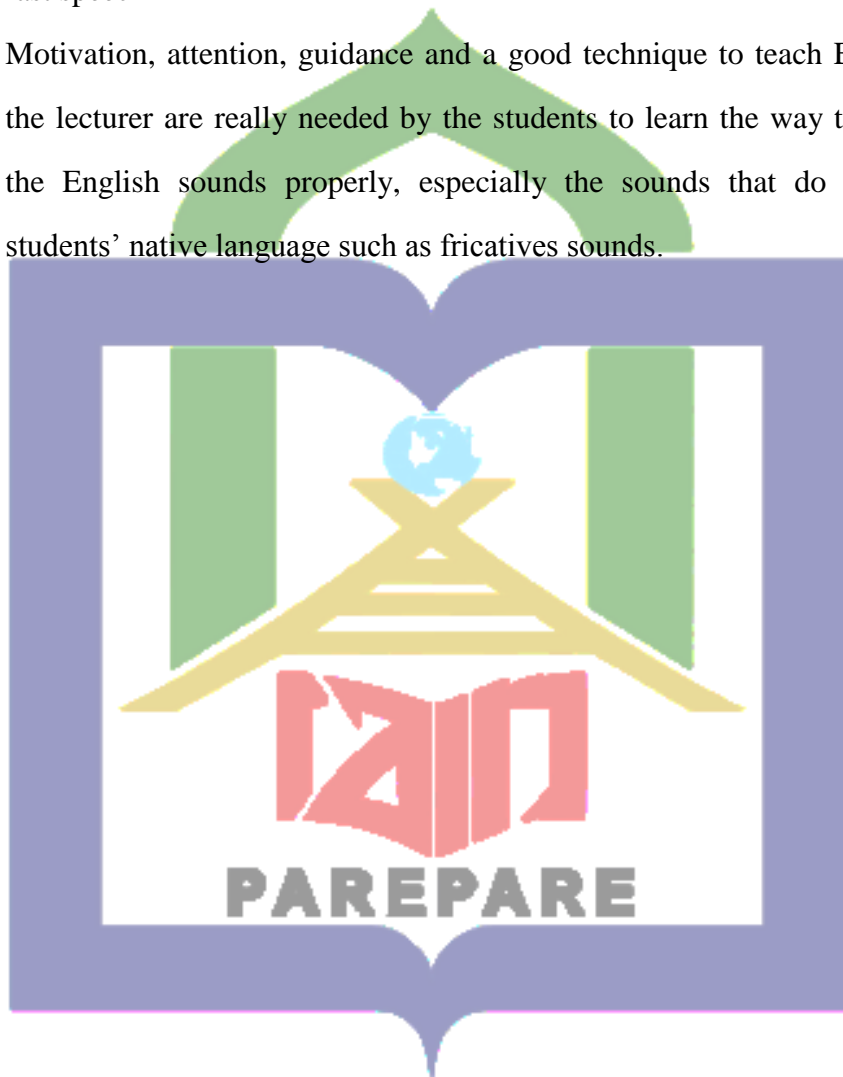 Motivation, attention, guidance and a good technique to teach
the lecturer are really needed by the students to learn the way
the English sounds properly, especially the sounds that do
students' native language such as fricatives sounds.
iain
PAREPARE